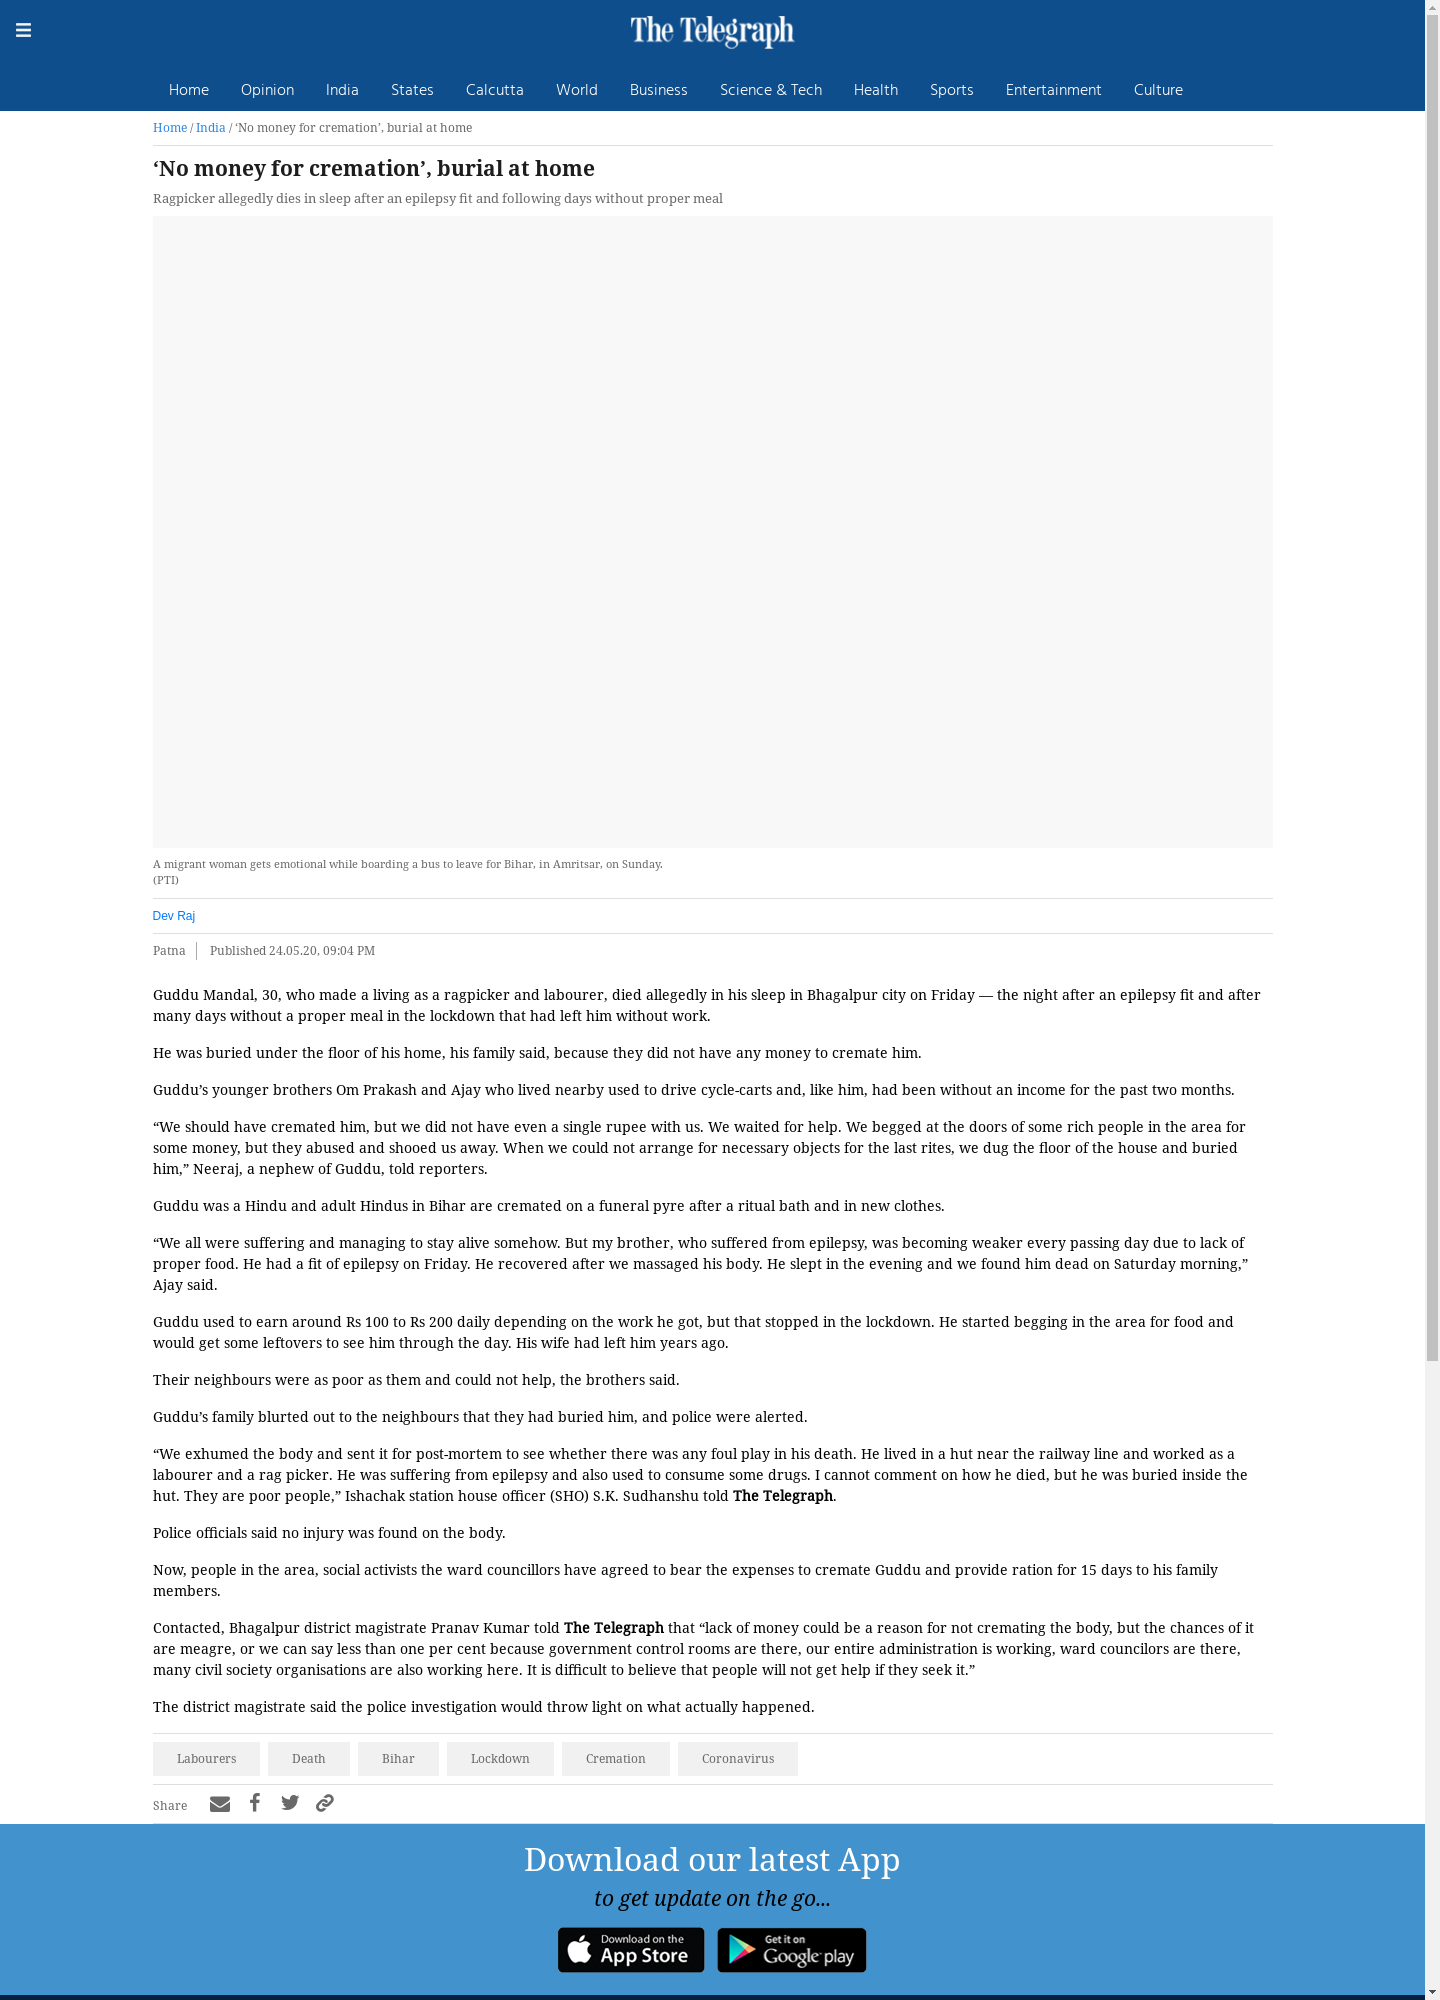 The Telegraph
Home Opinion India States Calcutta World Business Science & Tech Health Sports Entertainment Culture
Home / India / ‘No money for cremation’, burial at home
‘No money for cremation’, burial at home
Ragpicker allegedly dies in sleep after an epilepsy fit and following days without proper meal
A migrant woman gets emotional while boarding a bus to leave for Bihar, in Amritsar, on Sunday.
(PTI)
Dev Raj
Patna Published 24.05.20, 09:04 PM
Guddu Mandal, 30, who made a living as a ragpicker and labourer, died allegedly in his sleep in Bhagalpur city on Friday — the night after an epilepsy fit and after
many days without a proper meal in the lockdown that had left him without work.
He was buried under the floor of his home, his family said, because they did not have any money to cremate him.
Guddu’s younger brothers Om Prakash and Ajay who lived nearby used to drive cycle-carts and, like him, had been without an income for the past two months.
“We should have cremated him, but we did not have even a single rupee with us. We waited for help. We begged at the doors of some rich people in the area for
some money, but they abused and shooed us away. When we could not arrange for necessary objects for the last rites, we dug the floor of the house and buried
him,” Neeraj, a nephew of Guddu, told reporters.
Guddu was a Hindu and adult Hindus in Bihar are cremated on a funeral pyre after a ritual bath and in new clothes.
“We all were suffering and managing to stay alive somehow. But my brother, who suffered from epilepsy, was becoming weaker every passing day due to lack of
proper food. He had a fit of epilepsy on Friday. He recovered after we massaged his body. He slept in the evening and we found him dead on Saturday morning,”
Ajay said.
Guddu used to earn around Rs 100 to Rs 200 daily depending on the work he got, but that stopped in the lockdown. He started begging in the area for food and
would get some leftovers to see him through the day. His wife had left him years ago.
Their neighbours were as poor as them and could not help, the brothers said.
Guddu’s family blurted out to the neighbours that they had buried him, and police were alerted.
“We exhumed the body and sent it for post-mortem to see whether there was any foul play in his death. He lived in a hut near the railway line and worked as a
labourer and a rag picker. He was suffering from epilepsy and also used to consume some drugs. I cannot comment on how he died, but he was buried inside the
hut. They are poor people,” Ishachak station house officer (SHO) S.K. Sudhanshu told The Telegraph.
Police officials said no injury was found on the body.
Now, people in the area, social activists the ward councillors have agreed to bear the expenses to cremate Guddu and provide ration for 15 days to his family
members.
Contacted, Bhagalpur district magistrate Pranav Kumar told The Telegraph that “lack of money could be a reason for not cremating the body, but the chances of it
are meagre, or we can say less than one per cent because government control rooms are there, our entire administration is working, ward councilors are there,
many civil society organisations are also working here. It is difficult to believe that people will not get help if they seek it.”
The district magistrate said the police investigation would throw light on what actually happened.
Labourers Death Bihar Lockdown Cremation Coronavirus
Share
Download our latest App
to get update on the go...
Download on the
App Store
Get it on
Google play